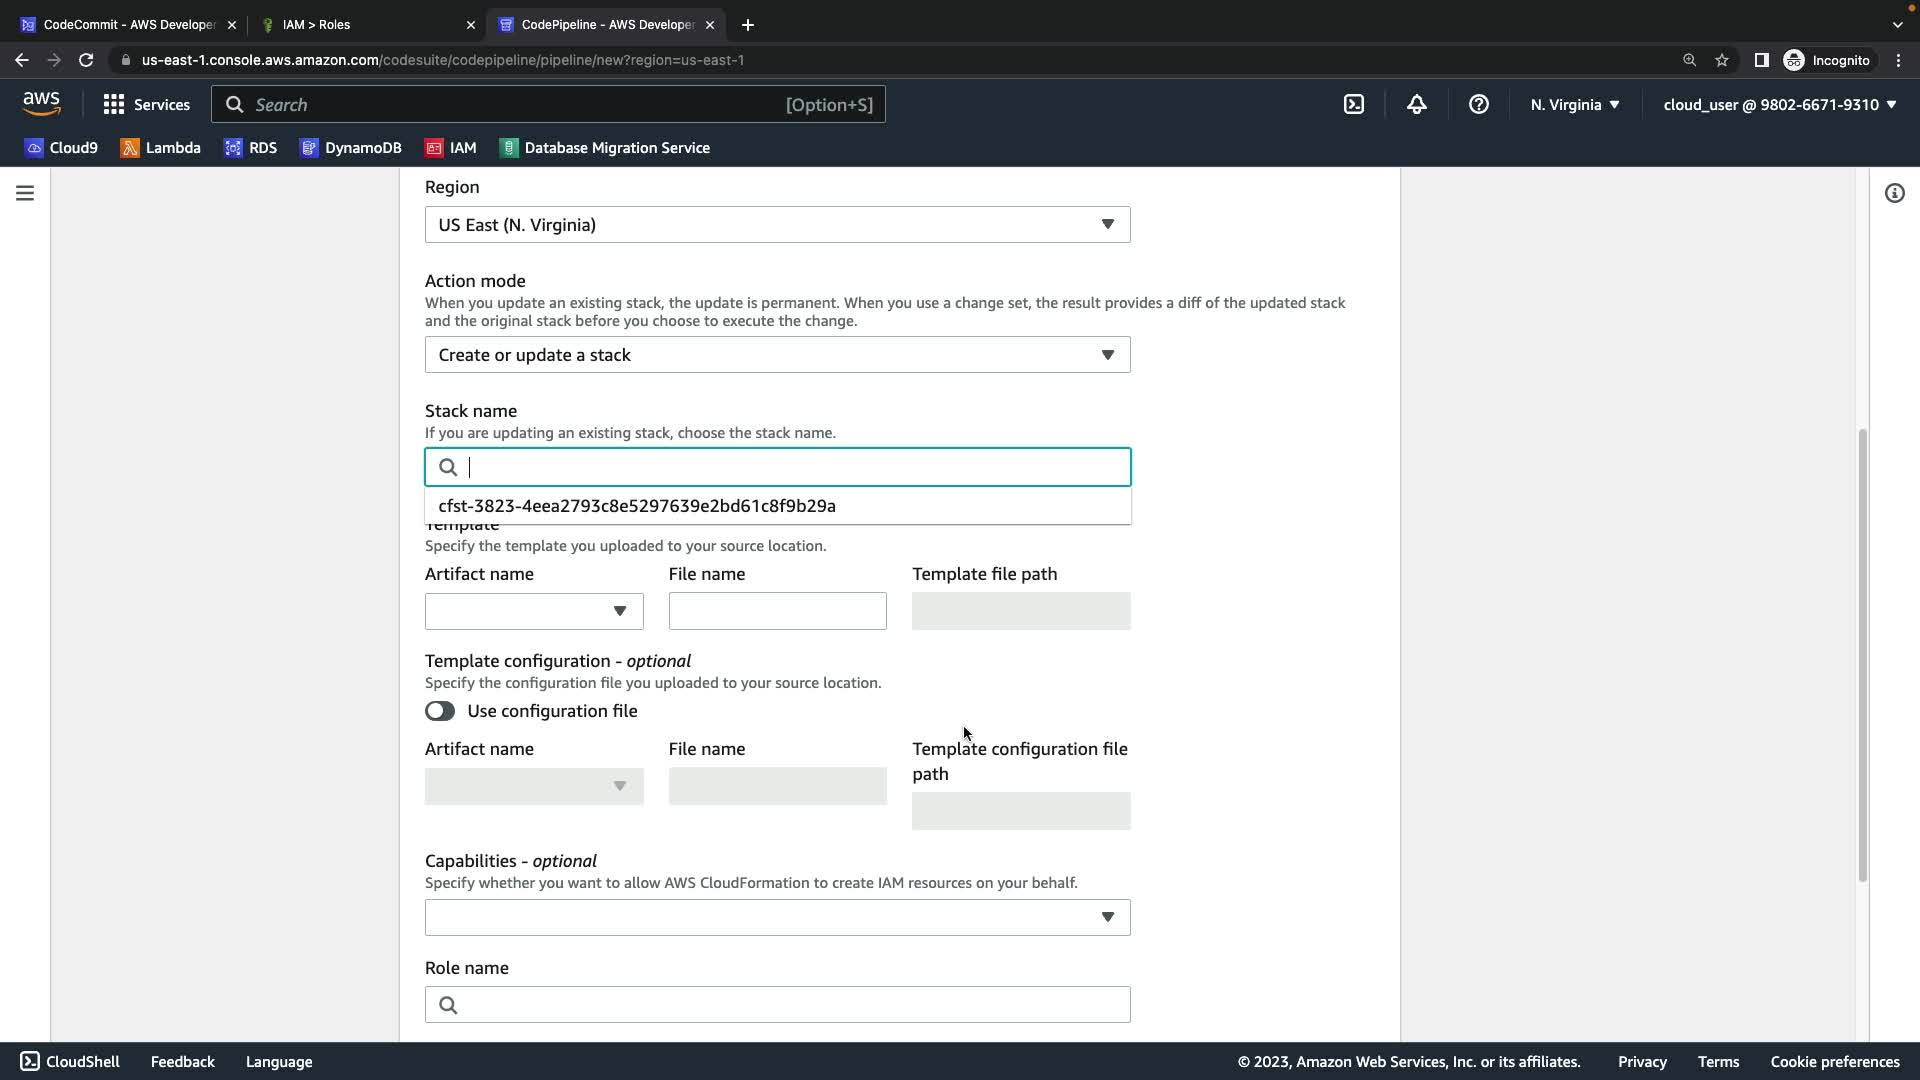 CodeCommit - AWS Developer
IAM > Roles
CodePipeline - AWS Developer
us-east-1.console.aws.amazon.com/codesuite/codepipeline/pipeline/new?region=us-east-1
Incognito
aws
Services
Search
[Option+S]
N. Virginia
cloud_user @ 9802-6671-9310
Cloud9
Lambda
RDS
DynamoDB
IAM
Database Migration Service
Region
US East (N. Virginia)
Action mode
When you update an existing stack, the update is permanent. When you use a change set, the result provides a diff of the updated stack
and the original stack before you choose to execute the change.
Create or update a stack
Stack name
If you are updating an existing stack, choose the stack name.
cfst-3823-4eea2793c8e5297639e2bd61c8f9b29a
Template
Specify the template you uploaded to your source location.
Artifact name
File name
Template file path
Template configuration - optional
Specify the configuration file you uploaded to your source location.
Use configuration file
Artifact name
File name
Template configuration file
path
Capabilities - optional
Specify whether you want to allow AWS CloudFormation to create IAM resources on your behalf.
Role name
CloudShell
Feedback
Language
© 2023, Amazon Web Services, Inc. or its affiliates.
Privacy
Terms
Cookie preferences